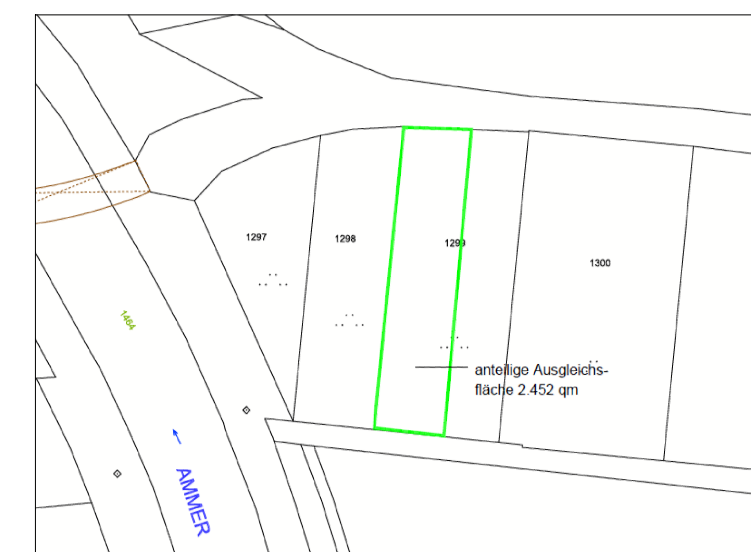 1297
1298
1299
1300
1464
anteilige Ausgleichs-
fläche 2.452 qm
AMMER